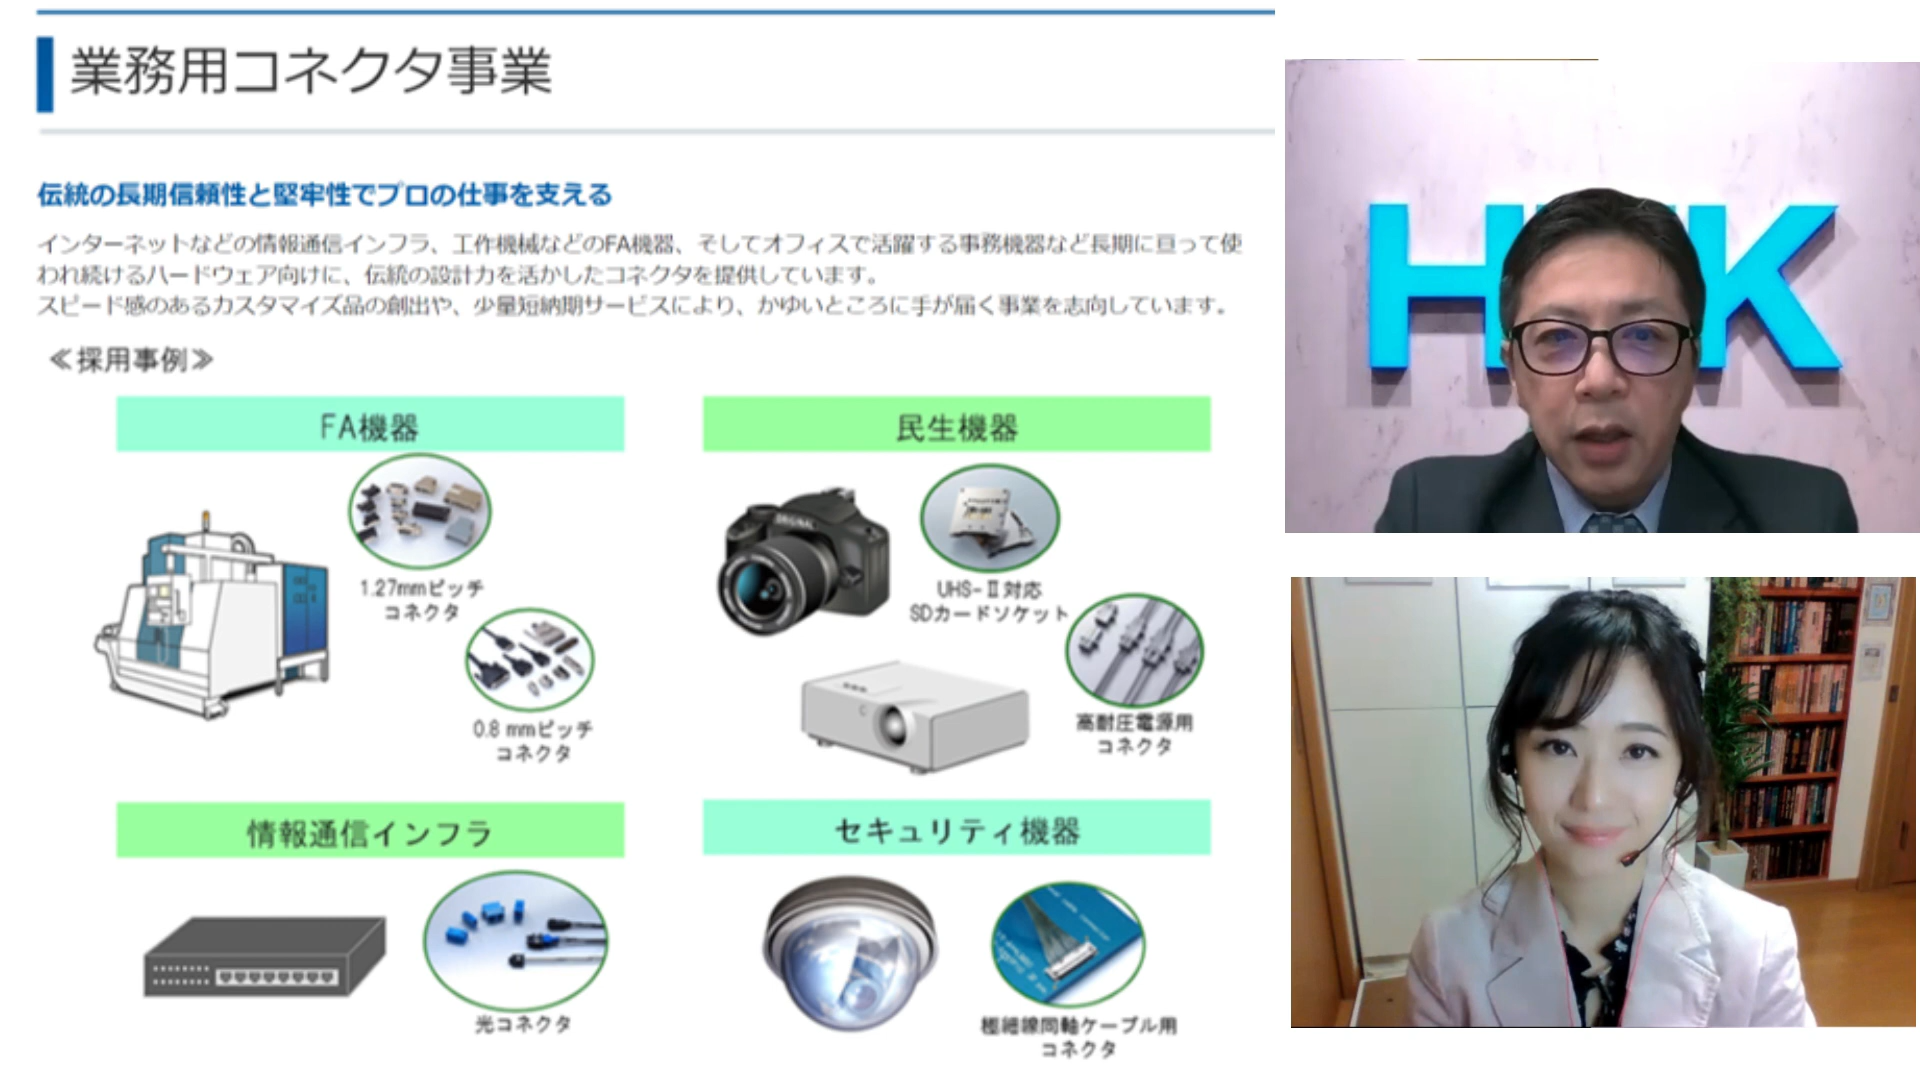 業務用コネクタ事業
伝統の長期信頼性と堅牢性でプロの仕事を支える
インターネットなどの情報通信インフラ、工作機械などのFA機器、そしてオフィスで活躍する事務機器など長期に亘って使
われ続けるハードウェア向けに、伝統の設計力を活かしたコネクタを提供しています。
スピード感のあるカスタマイズ品の創出や、少量短納期サービスにより、かゆいところに手が届く事業を志向しています。
≪採用事例≫
FA機器
1.27mmピッチ
コネクタ
0.8 mmピッチ
コネクタ
民生機器
ORIGINAL
UHS-Ⅱ対応
SDカードソケット
高耐圧電源用
コネクタ
情報通信インフラ
光コネクタ
セキュリティ機器
極細線同軸ケーブル用
コネクタ